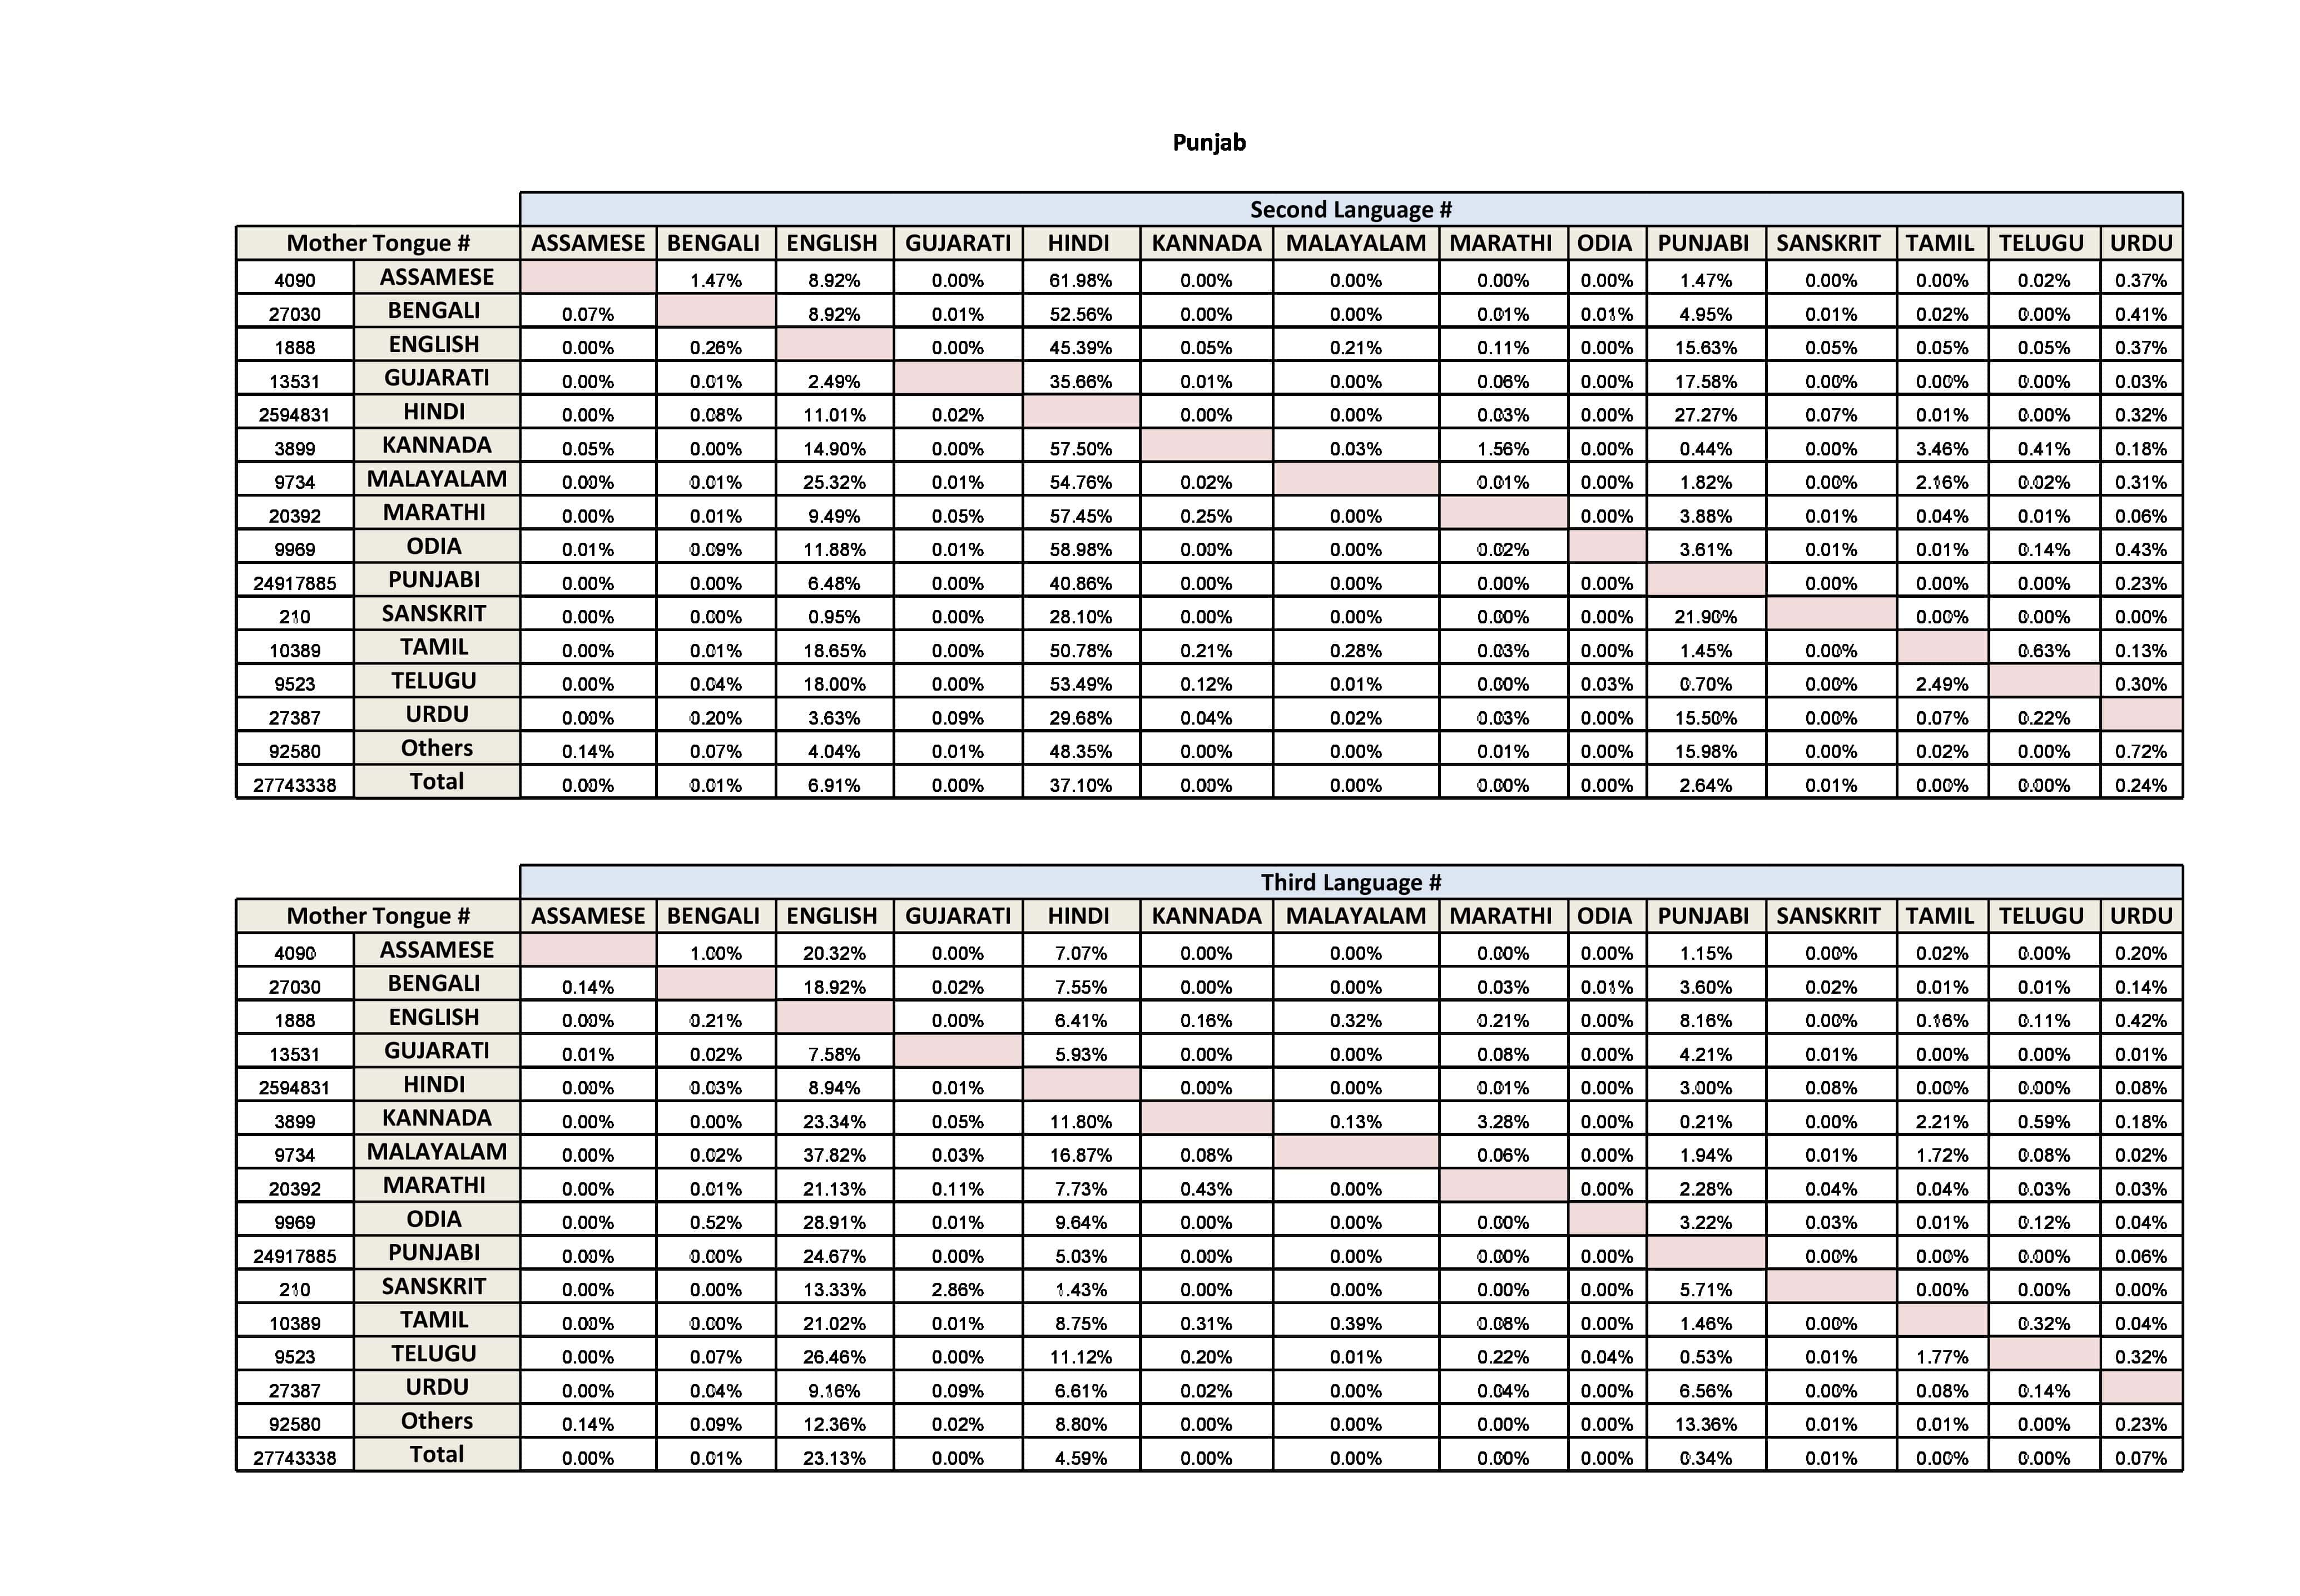 Punjab
Second Language #
Mother Tongue # ASSAMESE BENGALI ENGLISH GUJARATI HINDI KANNADA MALAYALAM MARATHI ODIA PUNJABI SANSKRIT TAMIL TELUGU URDU
4090 ASSAMESE 1.47% 8.92% 0.00% 61.98% 0.00% 0.00% 0.00% 0.00% 1.47% 0.00% 0.00% 0.02% 0.37%
27030 BENGALI 0.07% 8.92% 0.01% 52.56% 0.00% 0.00% 0.01% 0.01% 4.95% 0.01% 0.02% 0.00% 0.41%
1888 ENGLISH 0.00% 0.26% 0.00% 45.39% 0.05% 0.21% 0.11% 0.00% 15.63% 0.05% 0.05% 0.05% 0.37%
13531 GUJARATI 0.00% 0.01% 2.49% 35.66% 0.01% 0.00% 0.06% 0.00% 17.58% 0.00% 0.00% 0.00% 0.03%
2594831 HINDI 0.00% 0.08% 11.01% 0.02% 0.00% 0.00% 0.03% 0.00% 27.27% 0.07% 0.01% 0.00% 0.32%
3899 KANNADA 0.05% 0.00% 14.90% 0.00% 57.50% 0.03% 1.56% 0.00% 0.44% 0.00% 3.46% 0.41% 0.18%
9734 MALAYALAM 0.00% 0.01% 25.32% 0.01% 54.76% 0.02% 0.01% 0.00% 1.82% 0.00% 2.16% 0.02% 0.31%
20392 MARATHI 0.00% 0.01% 9.49% 0.05% 57.45% 0.25% 0.00% 0.00% 3.88% 0.01% 0.04% 0.01% 0.06%
9969 ODIA 0.01% 0.09% 11.88% 0.01% 58.98% 0.00% 0.00% 0.02% 3.61% 0.01% 0.01% 0.14% 0.43%
24917885 PUNJABI 0.00% 0.00% 6.48% 0.00% 40.86% 0.00% 0.00% 0.00% 0.00% 0.00% 0.00% 0.00% 0.23%
210 SANSKRIT 0.00% 0.00% 0.95% 0.00% 28.10% 0.00% 0.00% 0.00% 0.00% 21.90% 0.00% 0.00% 0.00%
10389 TAMIL 0.00% 0.01% 18.65% 0.00% 50.78% 0.21% 0.28% 0.03% 0.00% 1.45% 0.00% 0.63% 0.13%
9523 TELUGU 0.00% 0.04% 18.00% 0.00% 53.49% 0.12% 0.01% 0.00% 0.03% 0.70% 0.00% 2.49% 0.30%
27387 URDU 0.00% 0.20% 3.63% 0.09% 29.68% 0.04% 0.02% 0.03% 0.00% 15.50% 0.00% 0.07% 0.22%
92580 Others 0.14% 0.07% 4.04% 0.01% 48.35% 0.00% 0.00% 0.01% 0.00% 15.98% 0.00% 0.02% 0.00% 0.72%
27743338 Total 0.00% 0.01% 6.91% 0.00% 37.10% 0.00% 0.00% 0.00% 0.00% 2.64% 0.01% 0.00% 0.00% 0.24%
Third Language #
Mother Tongue # ASSAMESE BENGALI ENGLISH GUJARATI HINDI KANNADA MALAYALAM MARATHI ODIA PUNJABI SANSKRIT TAMIL TELUGU URDU
4090 ASSAMESE 1.00% 20.32% 0.00% 7.07% 0.00% 0.00% 0.00% 0.00% 1.15% 0.00% 0.02% 0.00% 0.20%
27030 BENGALI 0.14% 18.92% 0.02% 7.55% 0.00% 0.00% 0.03% 0.01% 3.60% 0.02% 0.01% 0.01% 0.14%
1888 ENGLISH 0.00% 0.21% 0.00% 6.41% 0.16% 0.32% 0.21% 0.00% 8.16% 0.00% 0.16% 0.11% 0.42%
13531 GUJARATI 0.01% 0.02% 7.58% 5.93% 0.00% 0.00% 0.08% 0.00% 4.21% 0.01% 0.00% 0.00% 0.01%
2594831 HINDI 0.00% 0.03% 8.94% 0.01% 0.00% 0.00% 0.01% 0.00% 3.00% 0.08% 0.00% 0.00% 0.08%
3899 KANNADA 0.00% 0.00% 23.34% 0.05% 11.80% 0.13% 3.28% 0.00% 0.21% 0.00% 2.21% 0.59% 0.18%
9734 MALAYALAM 0.00% 0.02% 37.82% 0.03% 16.87% 0.08% 0.06% 0.00% 1.94% 0.01% 1.72% 0.08% 0.02%
20392 MARATHI 0.00% 0.01% 21.13% 0.11% 7.73% 0.43% 0.00% 0.00% 2.28% 0.04% 0.04% 0.03% 0.03%
9969 ODIA 0.00% 0.52% 28.91% 0.01% 9.64% 0.00% 0.00% 0.00% 3.22% 0.03% 0.01% 0.12% 0.04%
24917885 PUNJABI 0.00% 0.00% 24.67% 0.00% 5.03% 0.00% 0.00% 0.00% 0.00% 0.00% 0.00% 0.00% 0.06%
210 SANSKRIT 0.00% 0.00% 13.33% 2.86% 1.43% 0.00% 0.00% 0.00% 0.00% 5.71% 0.00% 0.00% 0.00%
10389 TAMIL 0.00% 0.00% 21.02% 0.01% 8.75% 0.31% 0.39% 0.08% 0.00% 1.46% 0.00% 0.32% 0.04%
9523 TELUGU 0.00% 0.07% 26.46% 0.00% 11.12% 0.20% 0.01% 0.22% 0.04% 0.53% 0.01% 1.77% 0.32%
27387 URDU 0.00% 0.04% 9.16% 0.09% 6.61% 0.02% 0.00% 0.04% 0.00% 6.56% 0.00% 0.08% 0.14%
92580 Others 0.14% 0.09% 12.36% 0.02% 8.80% 0.00% 0.00% 0.00% 0.00% 13.36% 0.01% 0.01% 0.00% 0.23%
27743338 Total 0.00% 0.01% 23.13% 0.00% 4.59% 0.00% 0.00% 0.00% 0.00% 0.34% 0.01% 0.00% 0.00% 0.07%